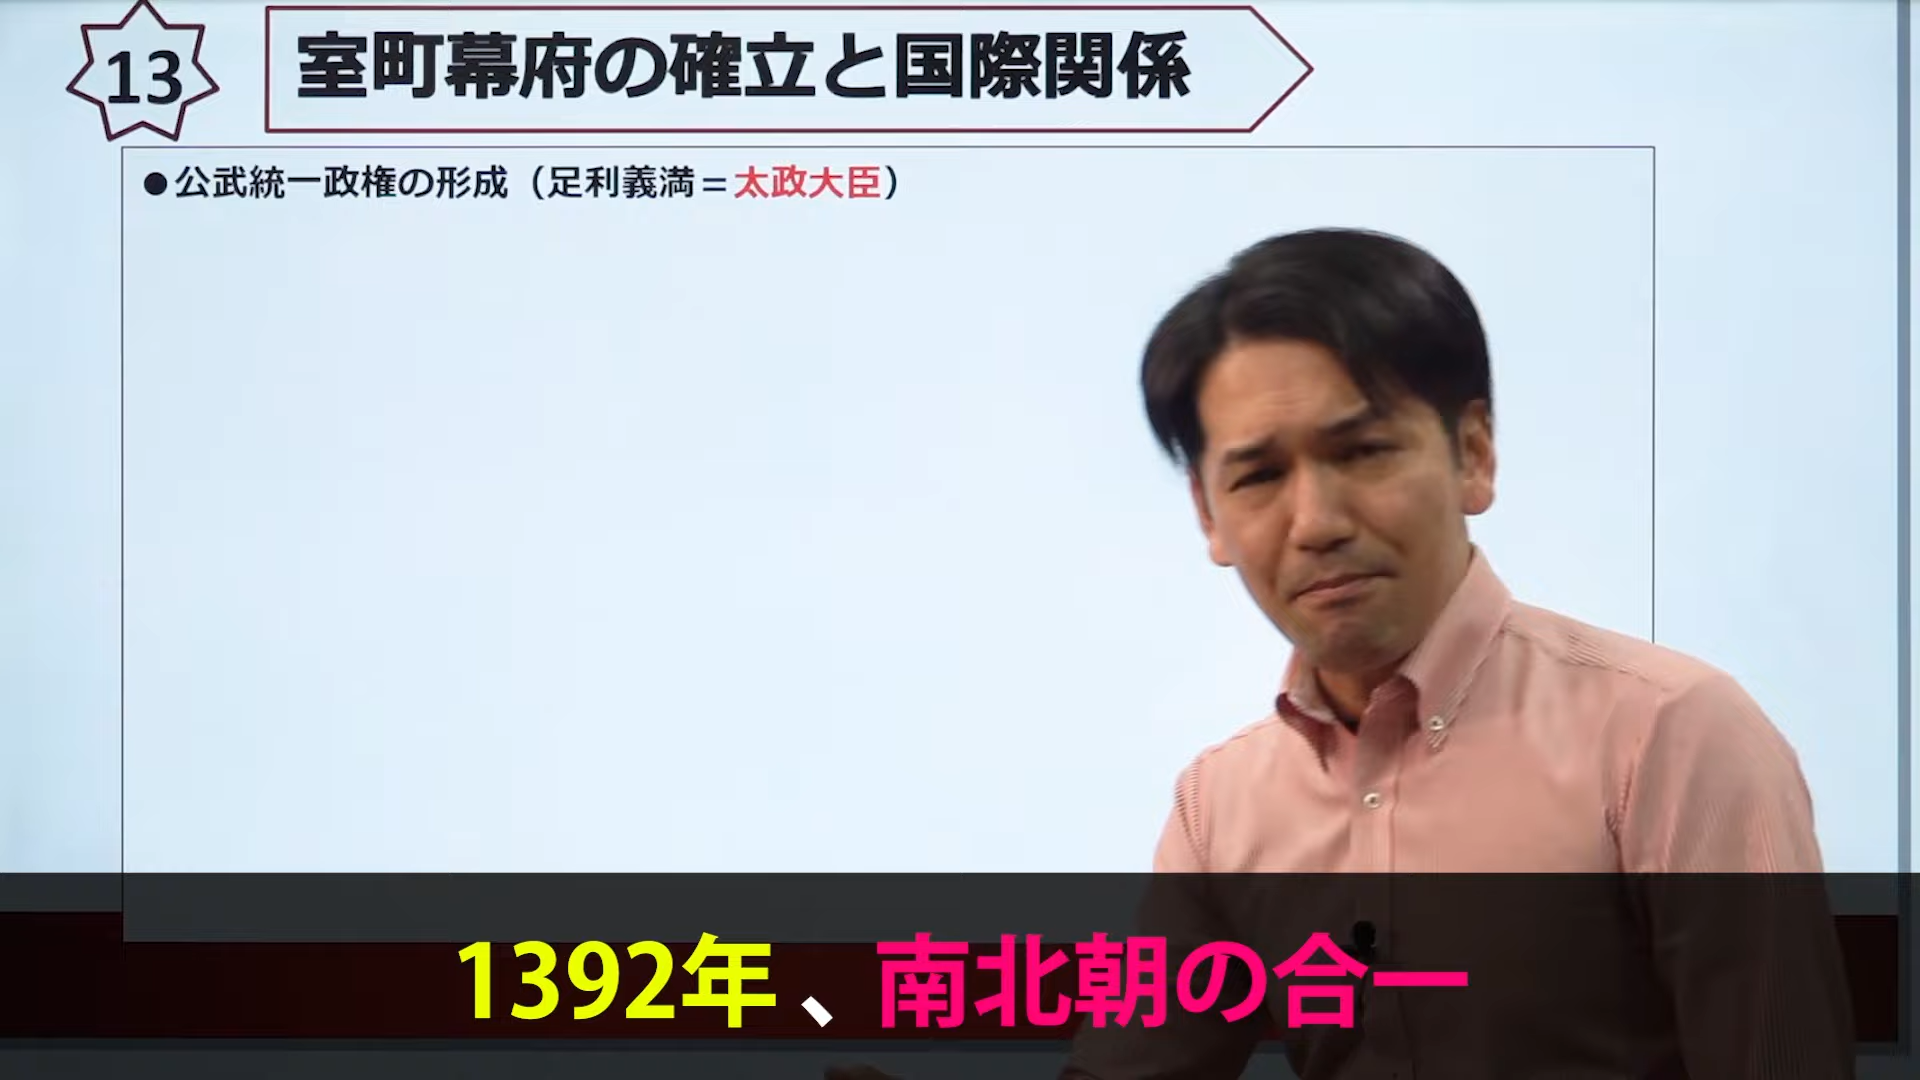 13
室町幕府の確立と国際関係
●公武統一政権の形成（足利義満＝太政大臣）
1392年、南北朝の合一